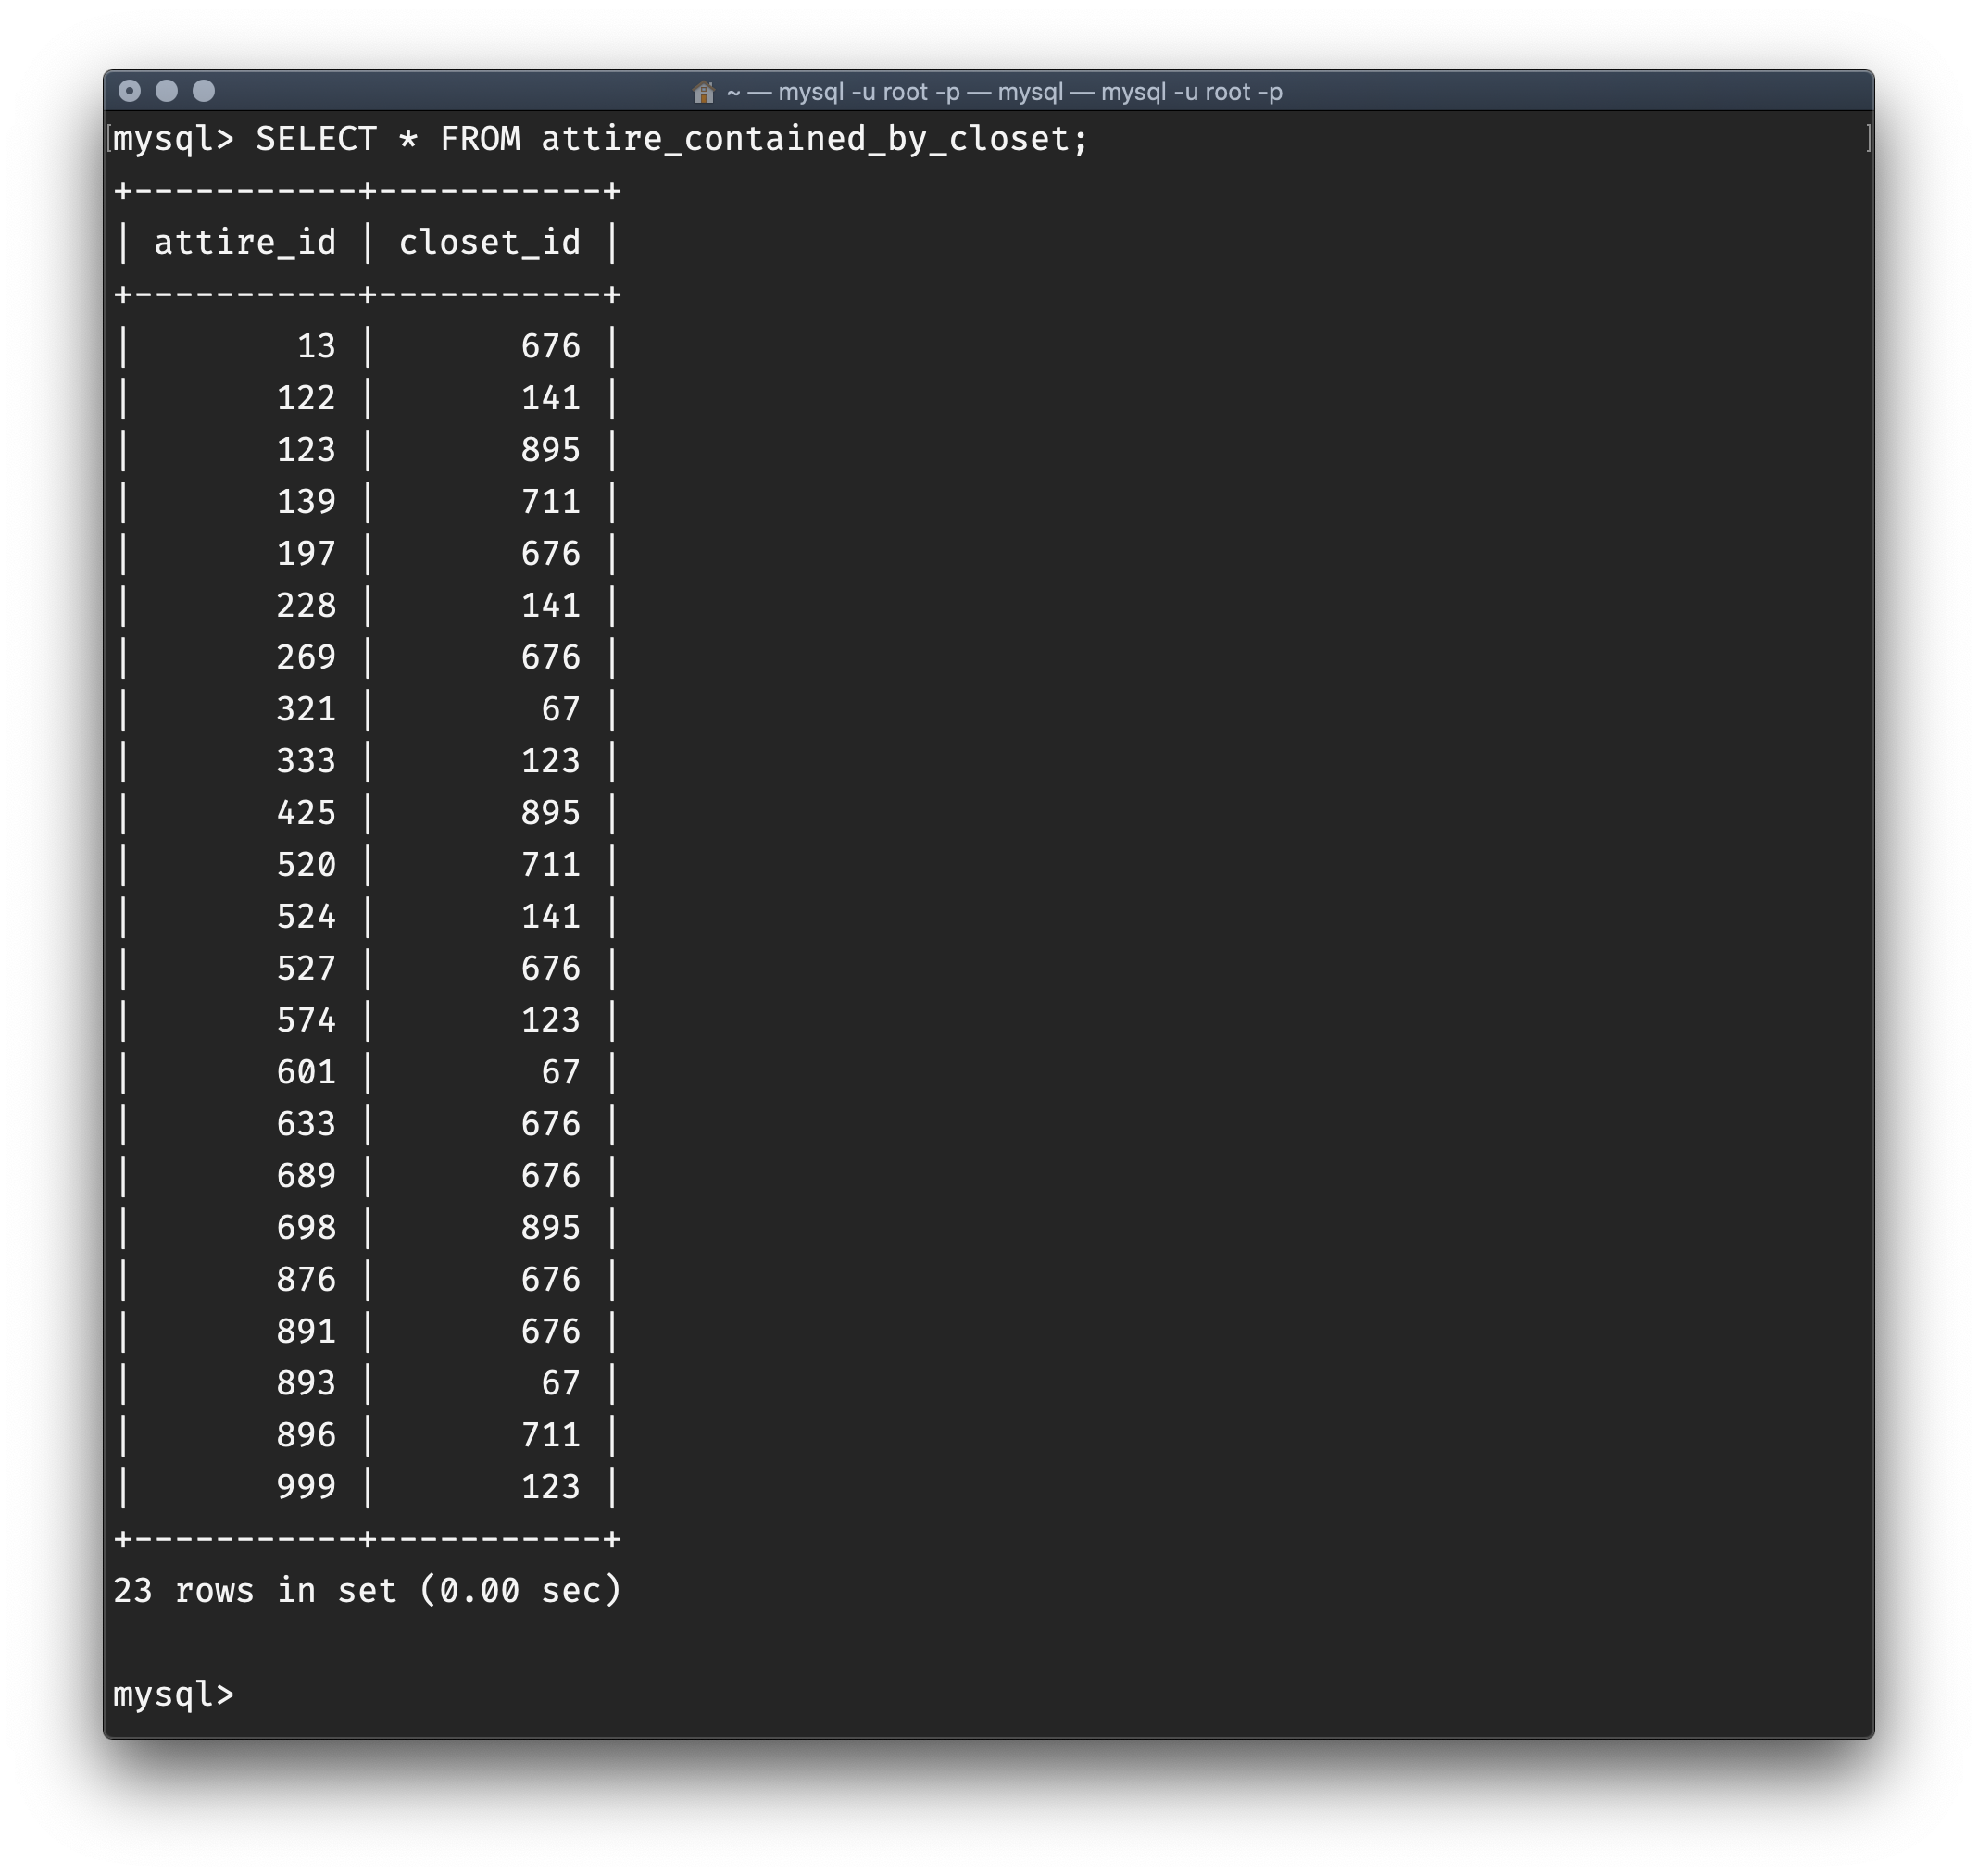 ~ — mysql -u root -p — mysql — mysql -u root -p
mysql> SELECT * FROM attire_contained_by_closet;
+-----------+-----------+
| attire_id | closet_id |
+-----------+-----------+
|        13 |       676 |
|       122 |       141 |
|       123 |       895 |
|       139 |       711 |
|       197 |       676 |
|       228 |       141 |
|       269 |       676 |
|       321 |        67 |
|       333 |       123 |
|       425 |       895 |
|       520 |       711 |
|       524 |       141 |
|       527 |       676 |
|       574 |       123 |
|       601 |        67 |
|       633 |       676 |
|       689 |       676 |
|       698 |       895 |
|       876 |       676 |
|       891 |       676 |
|       893 |        67 |
|       896 |       711 |
|       999 |       123 |
+-----------+-----------+
23 rows in set (0.00 sec)
mysql>